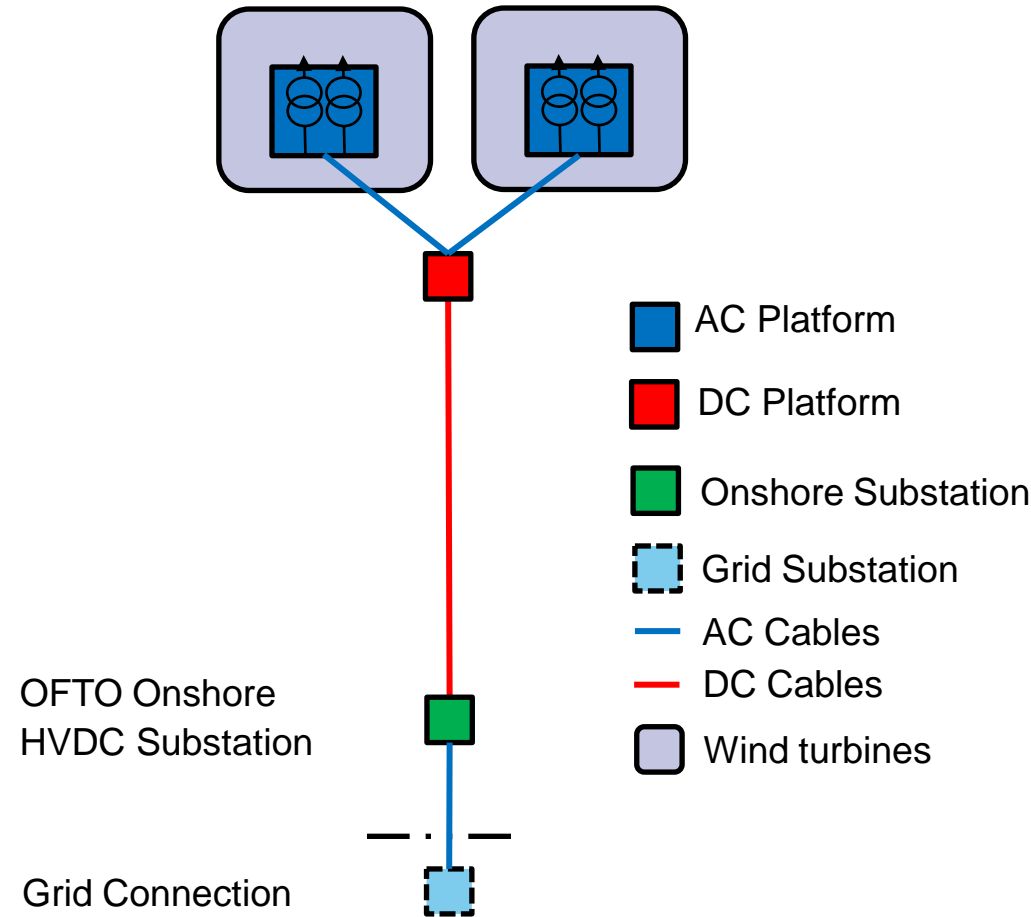 AC Platform
DC Platform
Onshore Substation
Grid Substation
AC Cables
DC Cables
Wind turbines
OFTO Onshore
HVDC Substation
Grid Connection